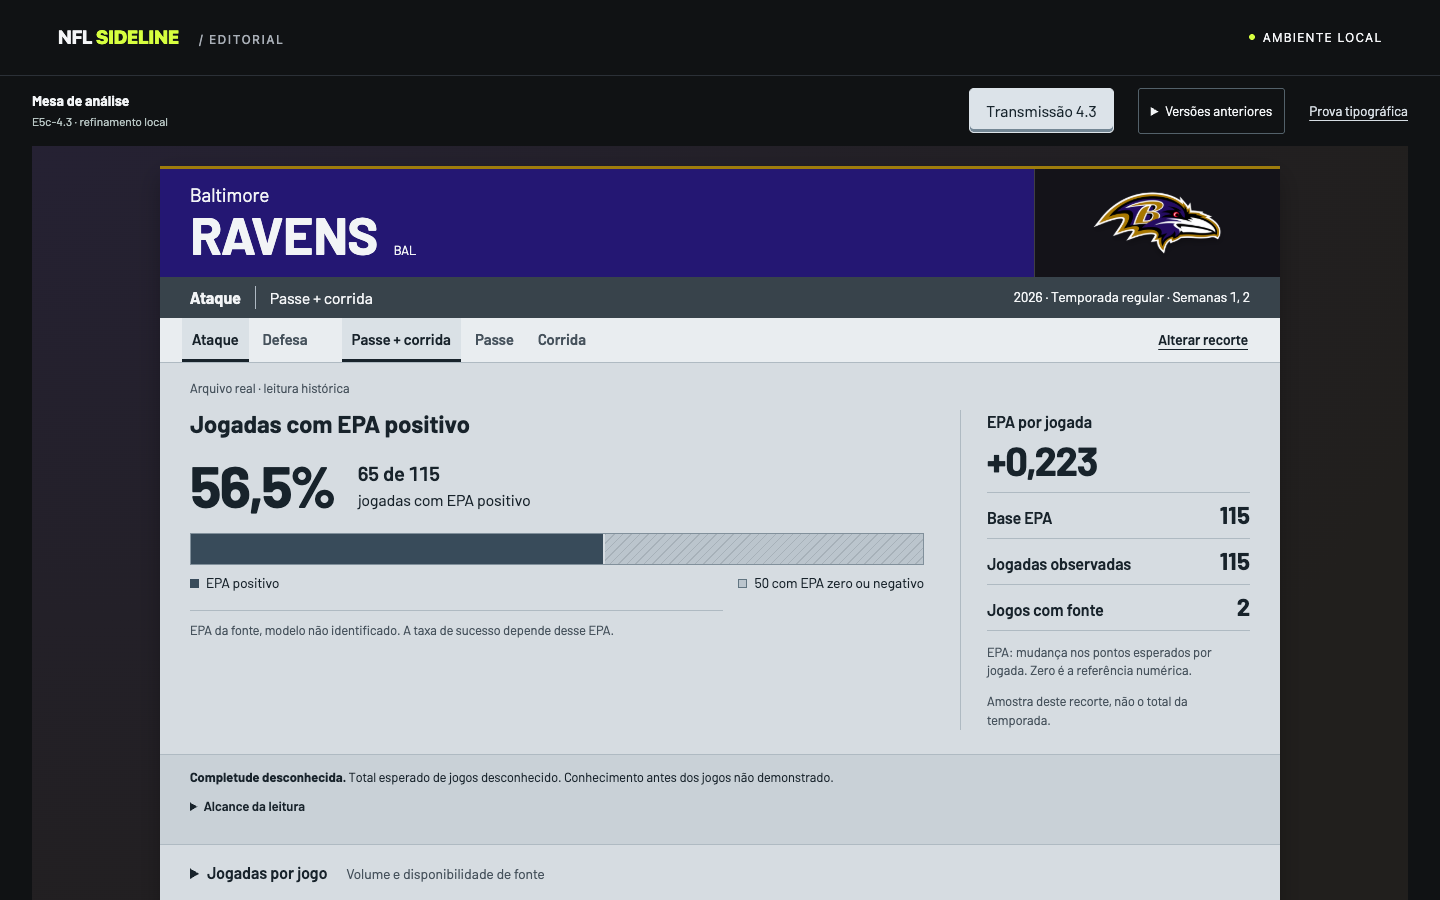 NFL SIDELINE / EDITORIAL
AMBIENTE LOCAL
Mesa de análise
E5c-4.3 · refinamento local
Transmissão 4.3
▶ Versões anteriores
Prova tipográfica
Baltimore
RAVENS BAL
B
Ataque Passe + corrida
2026 · Temporada regular · Semanas 1, 2
Ataque Defesa Passe + corrida Passe Corrida
Alterar recorte
Arquivo real · leitura histórica
Jogadas com EPA positivo
56,5%
65 de 115
jogadas com EPA positivo
EPA positivo
50 com EPA zero ou negativo
EPA da fonte, modelo não identificado. A taxa de sucesso depende desse EPA.
EPA por jogada
+0,223
Base EPA 115
Jogadas observadas 115
Jogos com fonte 2
EPA: mudança nos pontos esperados por
jogada. Zero é a referência numérica.
Amostra deste recorte, não o total da
temporada.
Completude desconhecida. Total esperado de jogos desconhecido. Conhecimento antes dos jogos não demonstrado.
▶ Alcance da leitura
▶ Jogadas por jogo Volume e disponibilidade de fonte